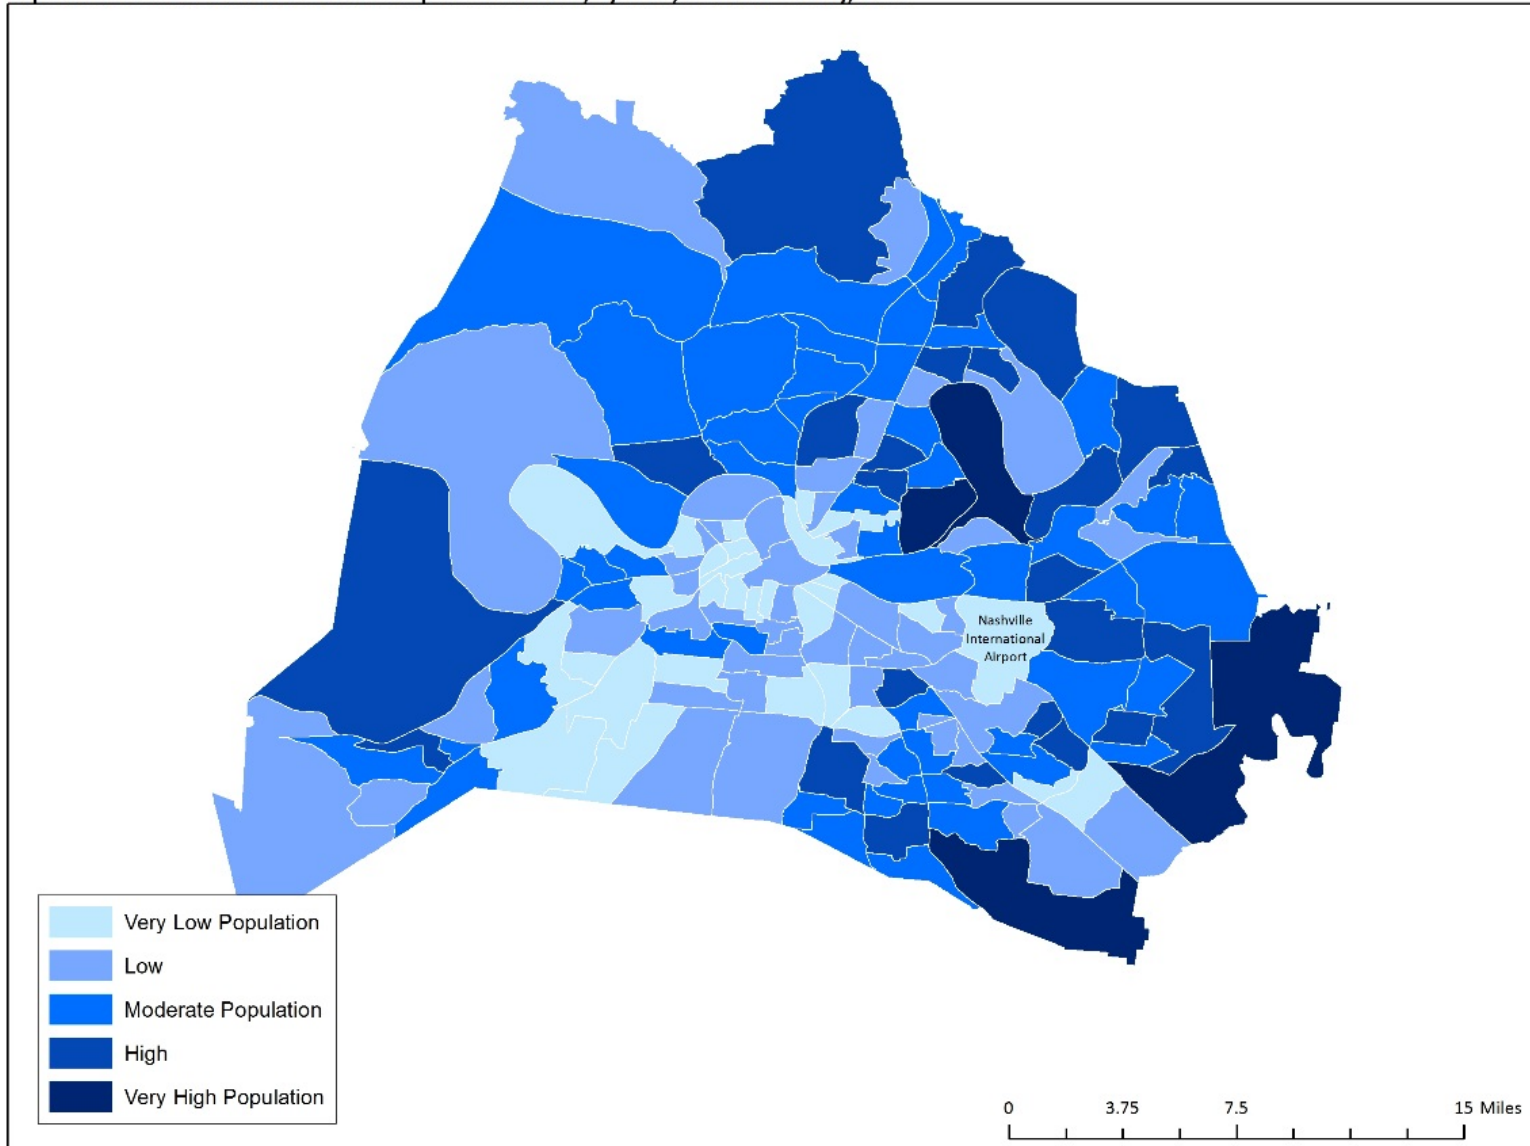 Nashville
International
Airport
Very Low Population
Low
Moderate Population
High
Very High Population
0 3.75 7.5 15 Miles